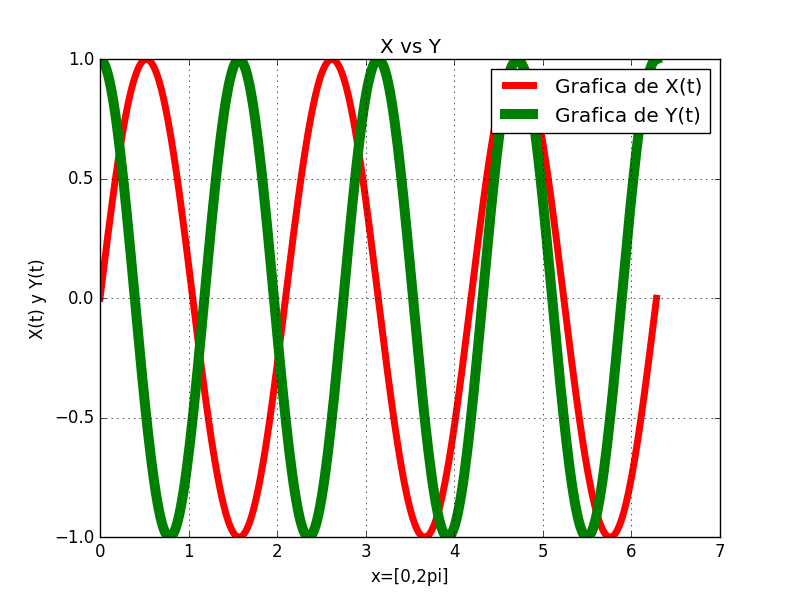 X vs Y
1.0
0.5
0.0
−0.5
−1.0
X(t) y Y(t)
Grafica de X(t)
Grafica de Y(t)
0 1 2 3 4 5 6 7
x=[0,2pi]